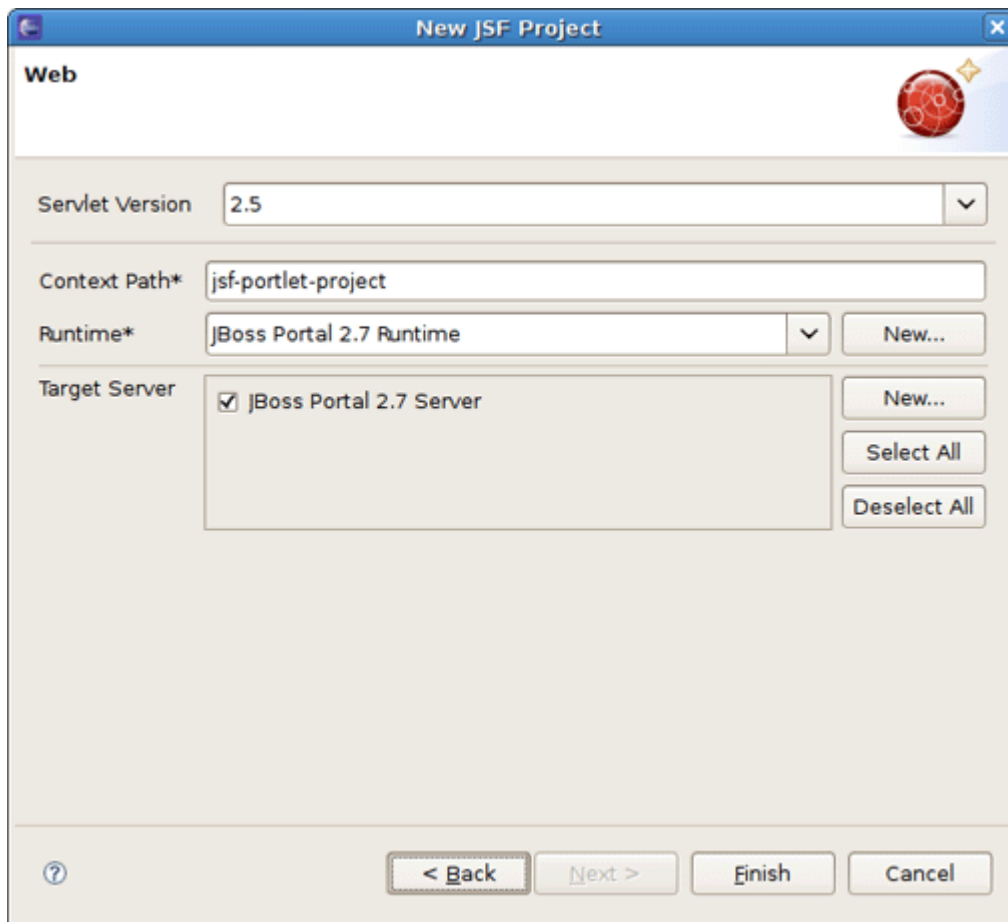 New JSF Project
Web
Servlet Version 2.5
Context Path* jsf-portlet-project
Runtime* JBoss Portal 2.7 Runtime New...
Target Server JBoss Portal 2.7 Server New...
Select All
Deselect All
? < Back Next > Finish Cancel